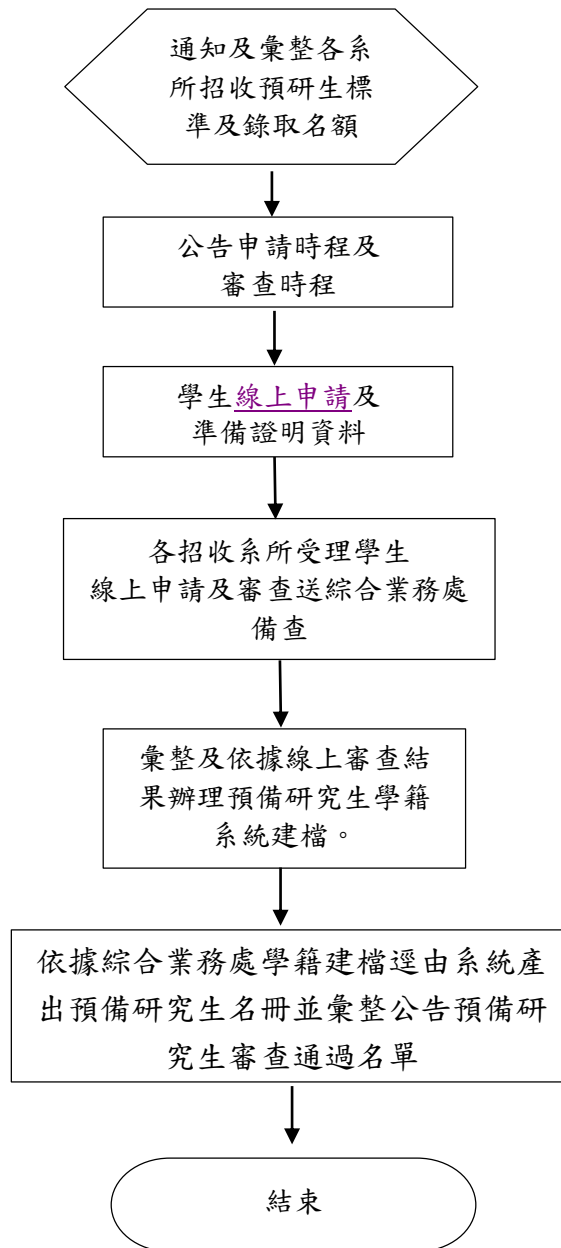 通知及彙整各系
所招收預研生標
準及錄取名額
公告申請時程及
審查時程
學生線上申請及
準備證明資料
各招收系所受理學生
線上申請及審查送綜合業務處
備查
彙整及依據線上審查結
果辦理預備研究生學籍
系統建檔。
依據綜合業務處學籍建檔逕由系統產
出預備研究生名冊並彙整公告預備研
究生審查通過名單
結束